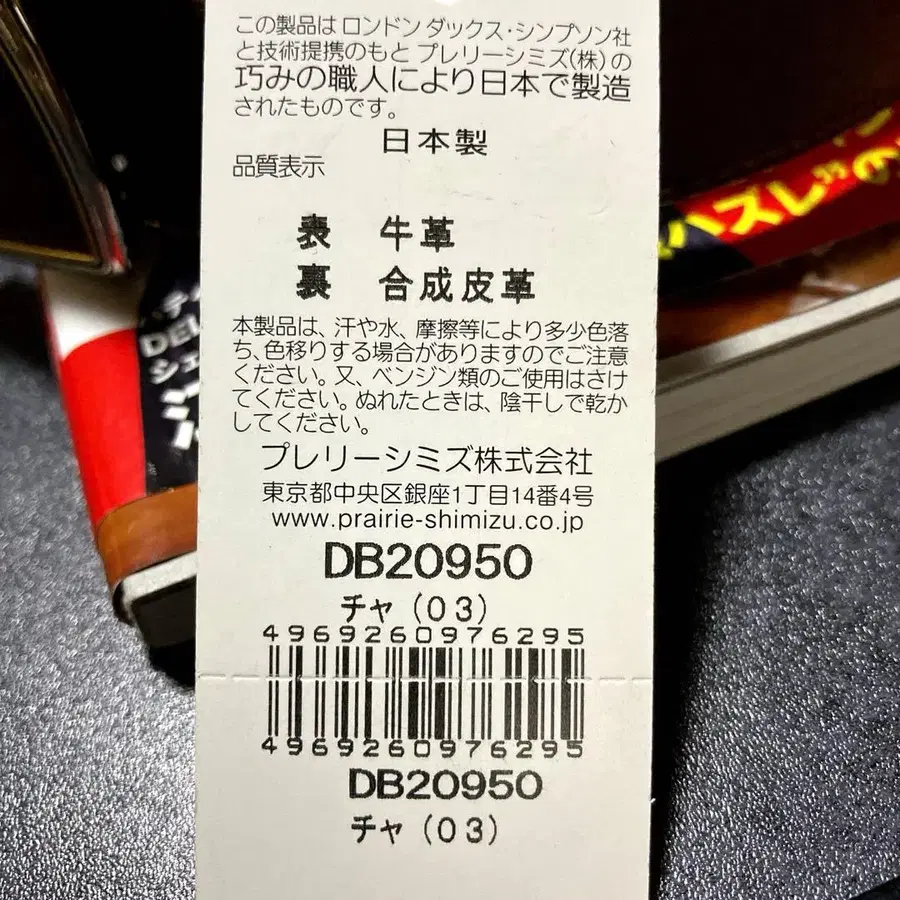 この製品は ロンドン ダックス・シンプソン社
と技術提携のもと プレリーシミズ(株)の
巧みの職人により日本で製造
されたものです。
日本製
品質表示
表 牛革
裏 合成皮革
本製品は、汗や水、摩擦等により多少色落
ち、色移りする場合がありますのでご注意
ください。又、ベンジン類のご使用はさけ
てください。ぬれたときは、陰干しで乾か
してください。
プレリーシミズ株式会社
東京都中央区銀座1丁目14番4号
www.prairie-shimizu.co.jp
DB20950
チャ(03)
4969260976295
4969260976295
DB20950
チャ(03)
ハズレ
DEL
シェ